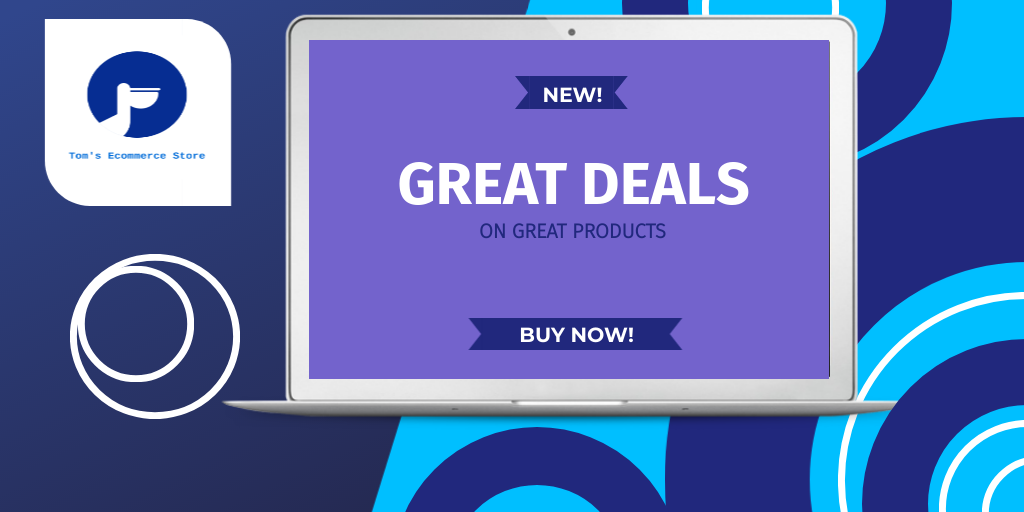 Tom's Ecommerce Store
NEW!
GREAT DEALS
ON GREAT PRODUCTS
BUY NOW!